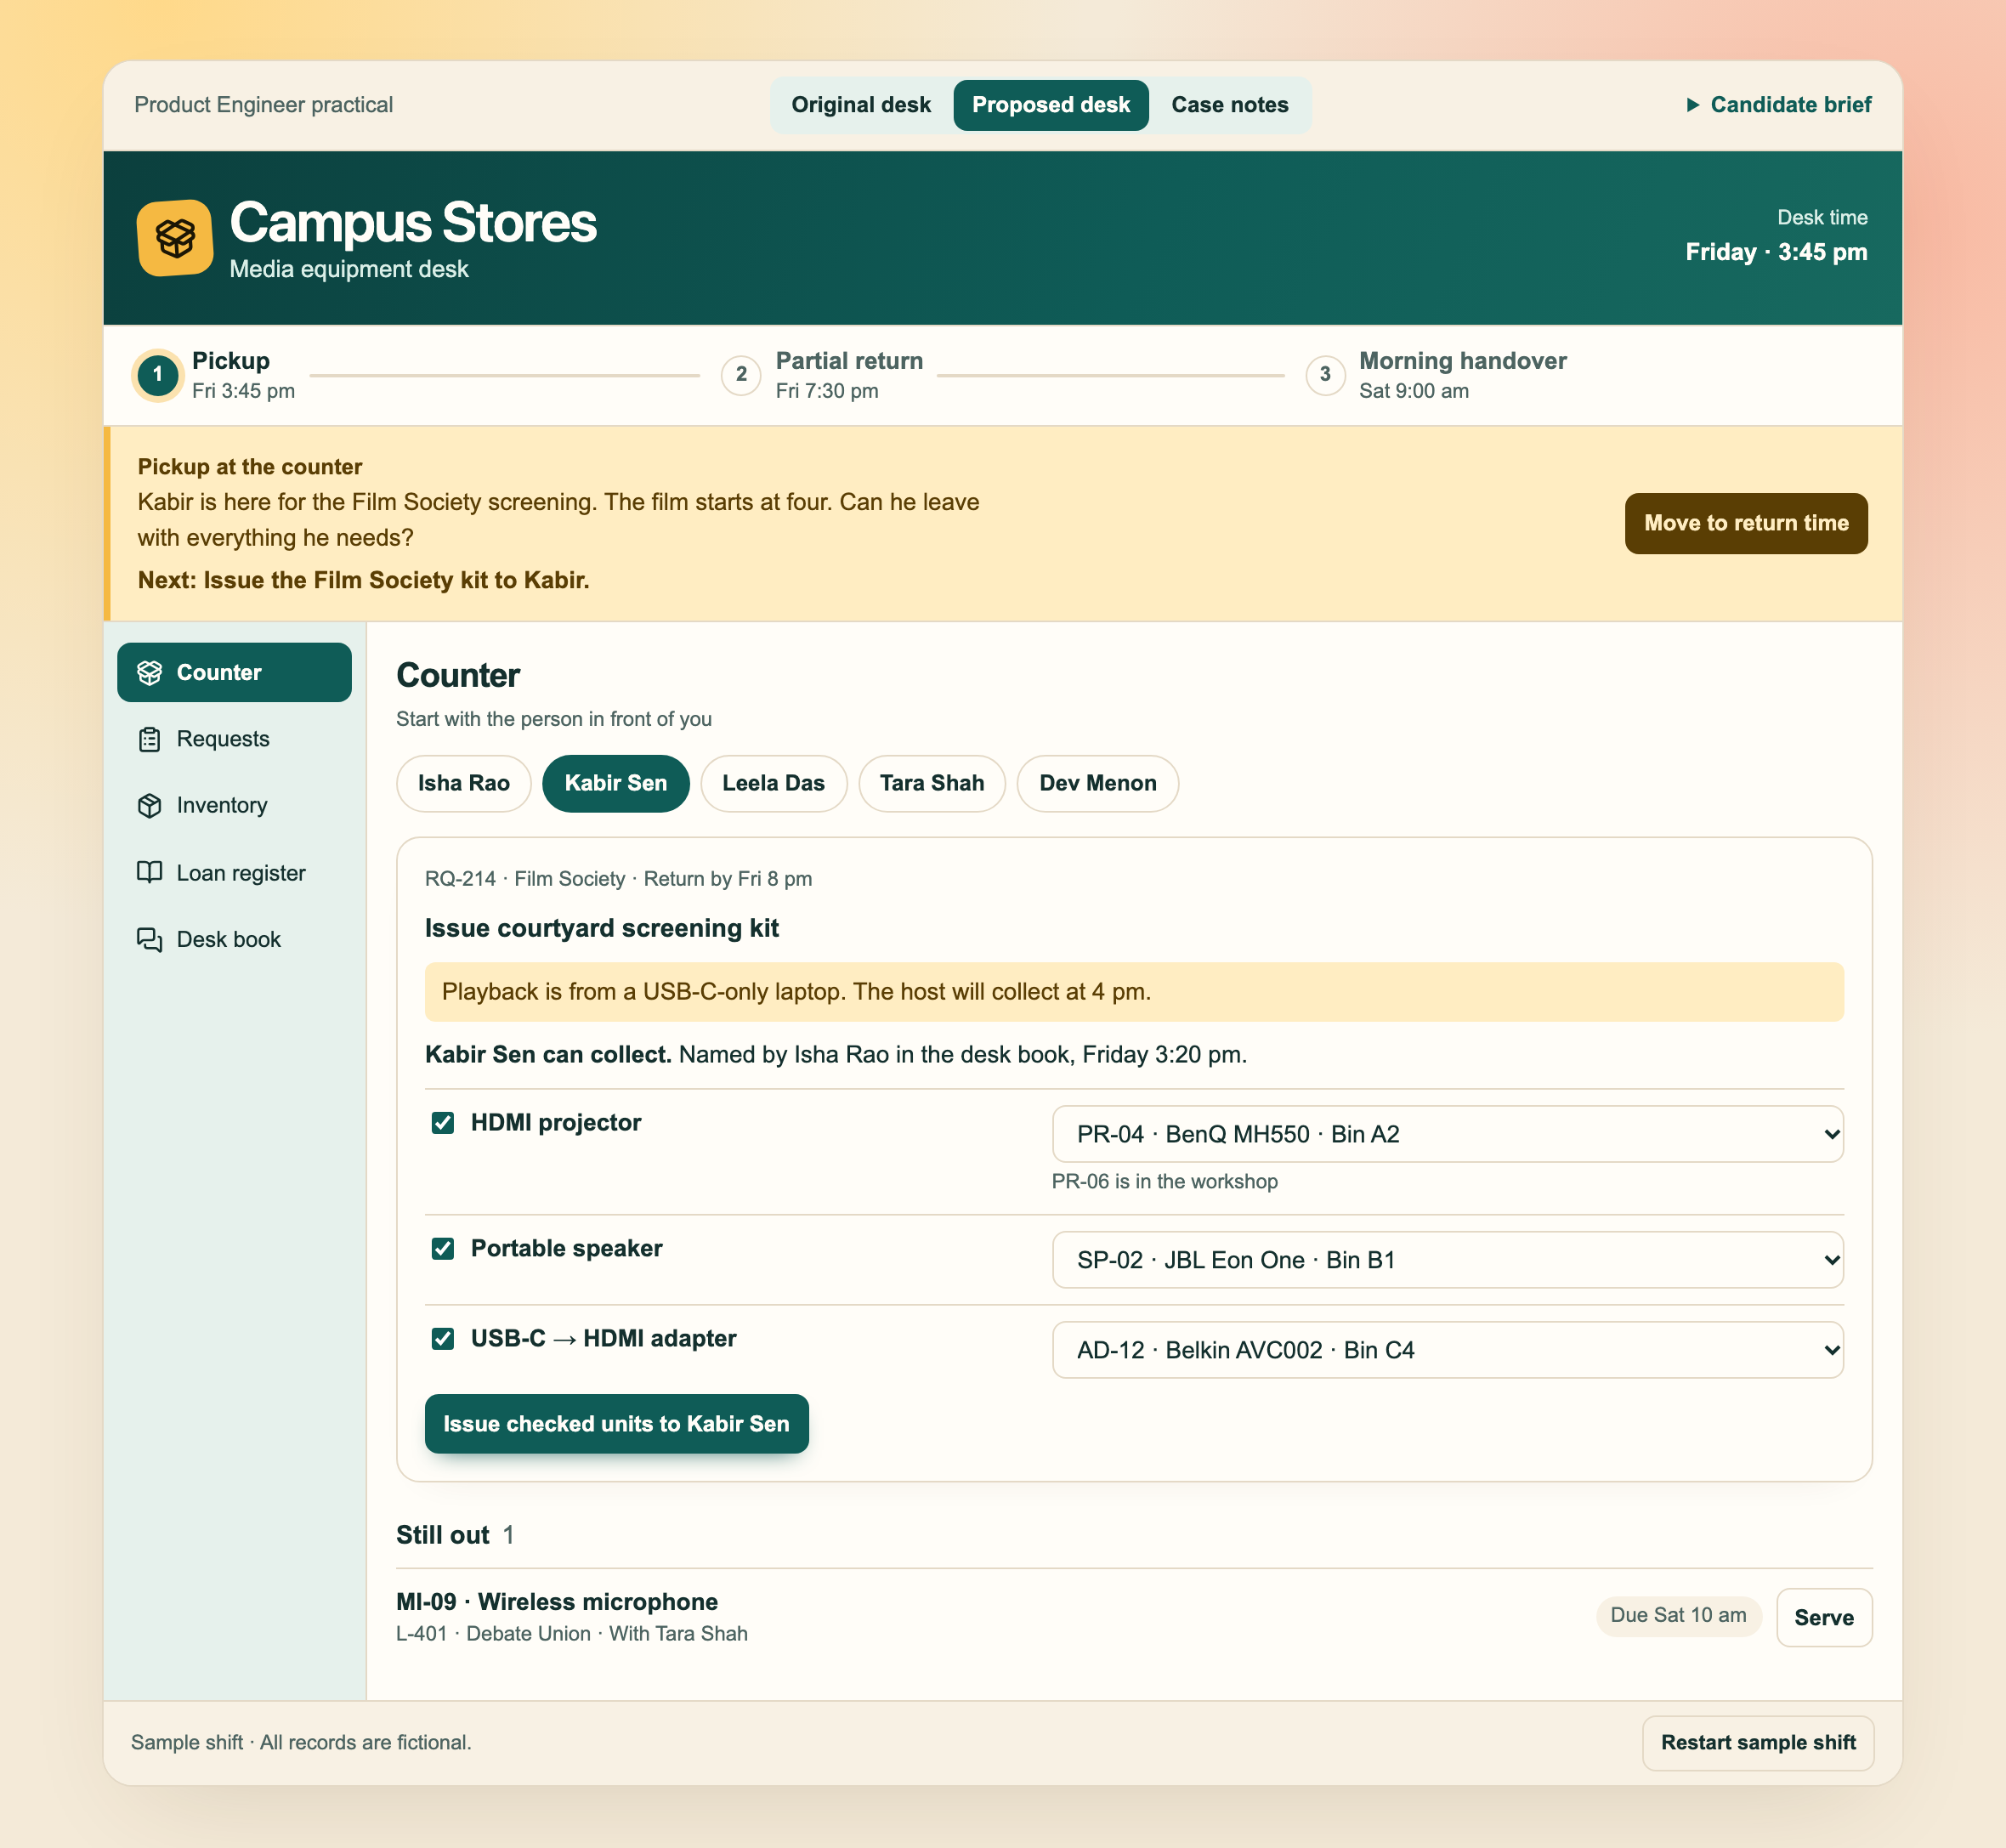 Product Engineer practical
Original desk
Proposed desk
Case notes
▶ Candidate brief
Campus Stores
Media equipment desk
Desk time
Friday · 3:45 pm
1
Pickup
Fri 3:45 pm
2
Partial return
Fri 7:30 pm
3
Morning handover
Sat 9:00 am
Pickup at the counter
Kabir is here for the Film Society screening. The film starts at four. Can he leave
with everything he needs?
Next: Issue the Film Society kit to Kabir.
Move to return time
Counter
Requests
Inventory
Loan register
Desk book
Counter
Start with the person in front of you
Isha Rao
Kabir Sen
Leela Das
Tara Shah
Dev Menon
RQ-214 · Film Society · Return by Fri 8 pm
Issue courtyard screening kit
Playback is from a USB-C-only laptop. The host will collect at 4 pm.
Kabir Sen can collect. Named by Isha Rao in the desk book, Friday 3:20 pm.
HDMI projector
PR-04 · BenQ MH550 · Bin A2
PR-06 is in the workshop
Portable speaker
SP-02 · JBL Eon One · Bin B1
USB-C → HDMI adapter
AD-12 · Belkin AVC002 · Bin C4
Issue checked units to Kabir Sen
Still out 1
MI-09 · Wireless microphone
L-401 · Debate Union · With Tara Shah
Due Sat 10 am
Serve
Sample shift · All records are fictional.
Restart sample shift